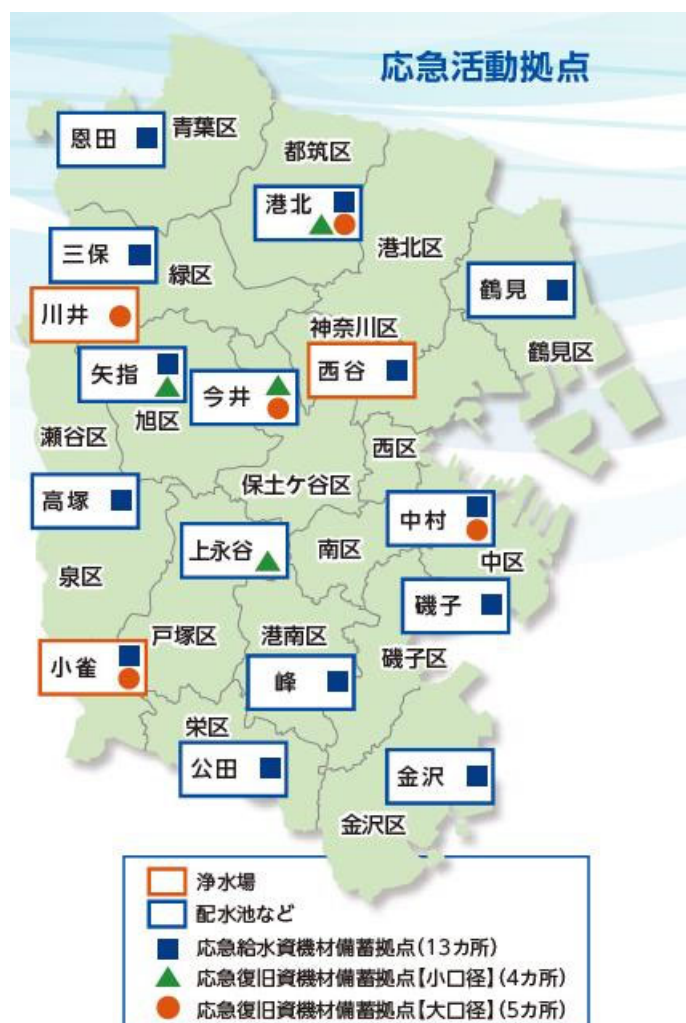 応急活動拠点
恩田
青葉区
都筑区
港北
港北区
三保
緑区
鶴見
川井
神奈川区
鶴見区
矢指
今井
西谷
旭区
瀬谷区
西区
保土ケ谷区
高塚
中村
上永谷
南区
中区
泉区
磯子
戸塚区
港南区
磯子区
小雀
峰
栄区
公田
金沢
金沢区
浄水場
配水池など
応急給水資機材備蓄拠点(13カ所)
応急復旧資機材備蓄拠点【小口径】(4カ所)
応急復旧資機材備蓄拠点【大口径】(5カ所)